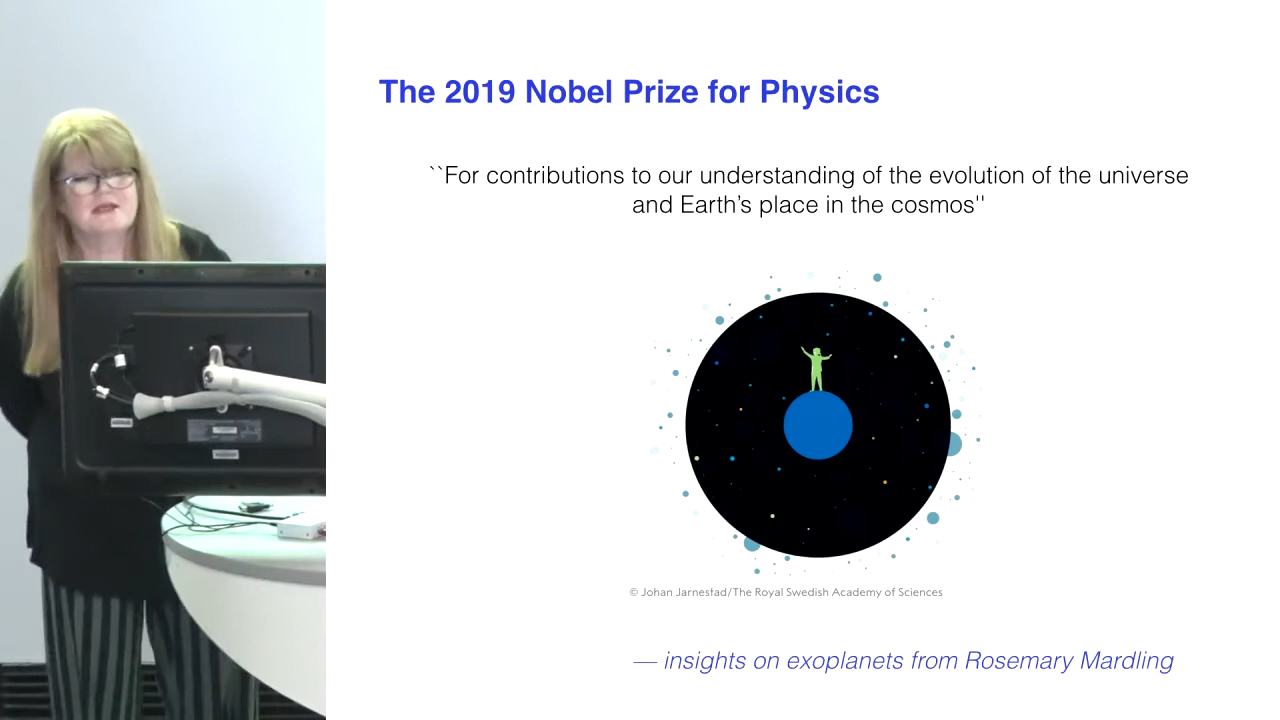 The 2019 Nobel Prize for Physics
``For contributions to our understanding of the evolution of the universe
and Earth’s place in the cosmos''
© Johan Jarnestad/The Royal Swedish Academy of Sciences
— insights on exoplanets from Rosemary Mardling